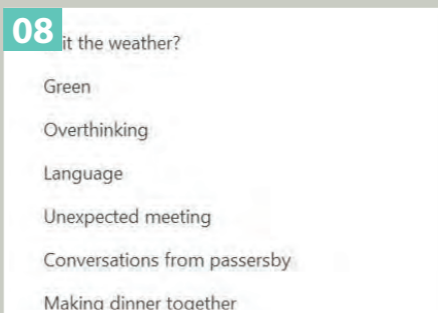 08
it the weather?
Green
Overthinking
Language
Unexpected meeting
Conversations from passersby
Making dinner together